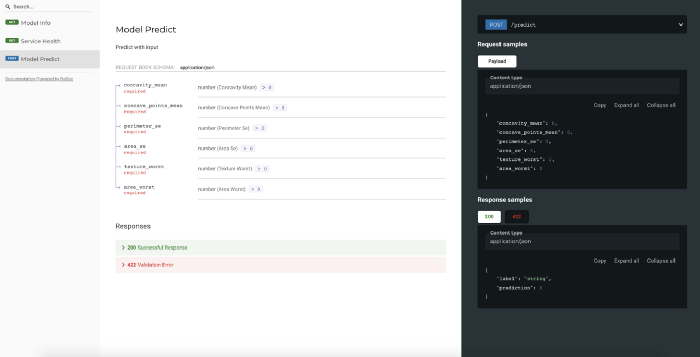 Search...
GET Model Info
GET Service Health
POST Model Predict
Documentation Powered by ReDoc
Model Predict
Predict with input
REQUEST BODY SCHEMA: application/json
concavity_mean number (Concavity Mean) > 0
required
concave_points_mean number (Concave Points Mean) > 0
required
perimeter_se number (Perimeter Se) > 0
required
area_se number (Area Se) > 0
required
texture_worst number (Texture Worst) > 0
required
area_worst number (Area Worst) > 0
required
Responses
> 200 Successful Response
> 422 Validation Error
POST /predict
Request samples
Payload
Content type
application/json
Copy Expand all Collapse all
{
"concavity_mean": 0,
"concave_points_mean": 0,
"perimeter_se": 0,
"area_se": 0,
"texture_worst": 0,
"area_worst": 0
}
Response samples
200 422
Content type
application/json
Copy Expand all Collapse all
{
"label": "string",
"prediction": 0
}